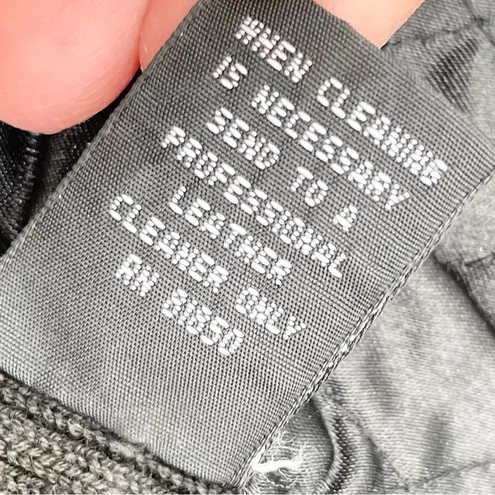 WHEN CLEANING
IS NECESSARY
SEND TO A
PROFESSIONAL
LEATHER
CLEANER ONLY
RN 81850